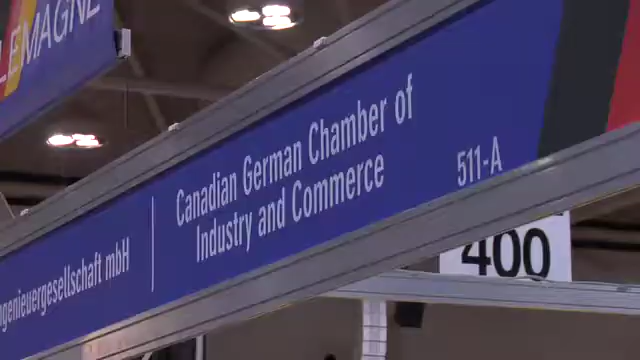 LEMAGNE
ngenieurgesellschaft mbH
Canadian German Chamber of
Industry and Commerce
511-A
400